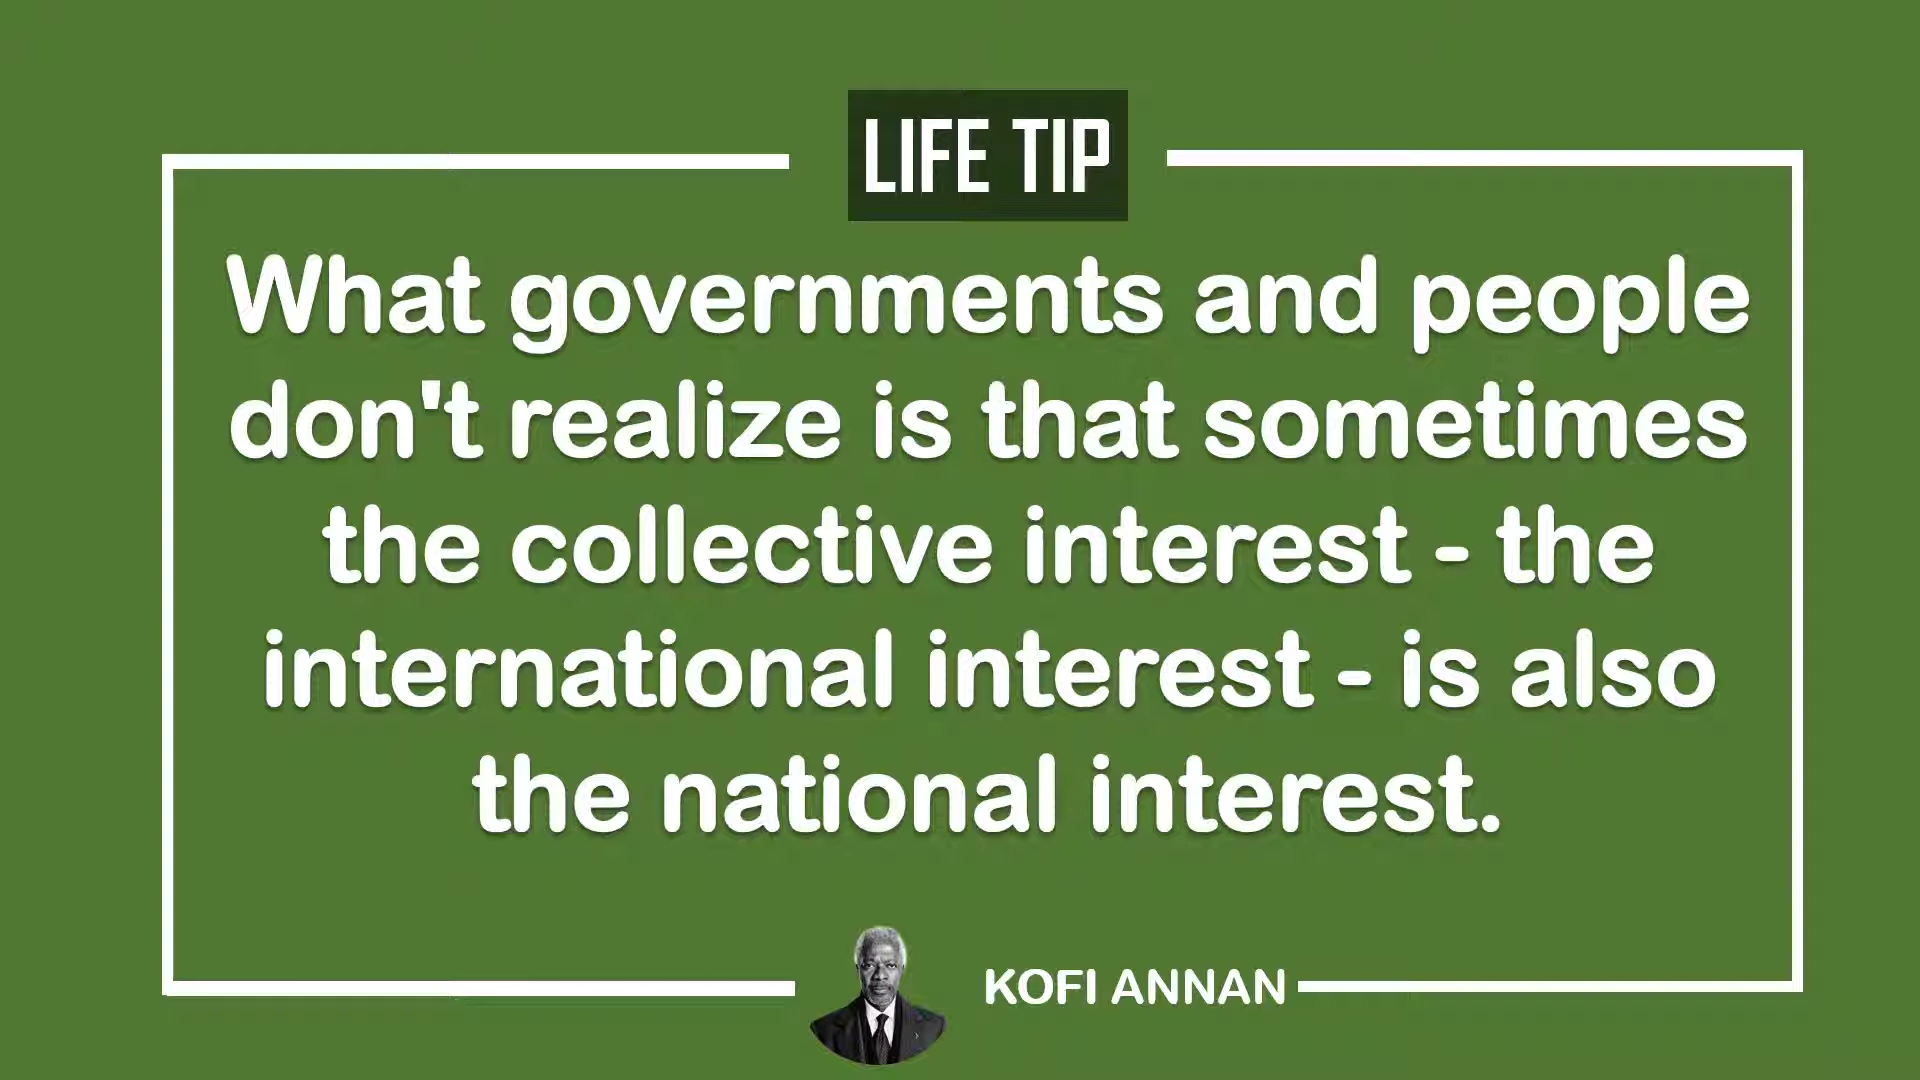 LIFE TIP
What governments and people
don't realize is that sometimes
the collective interest - the
international interest - is also
the national interest.
KOFI ANNAN